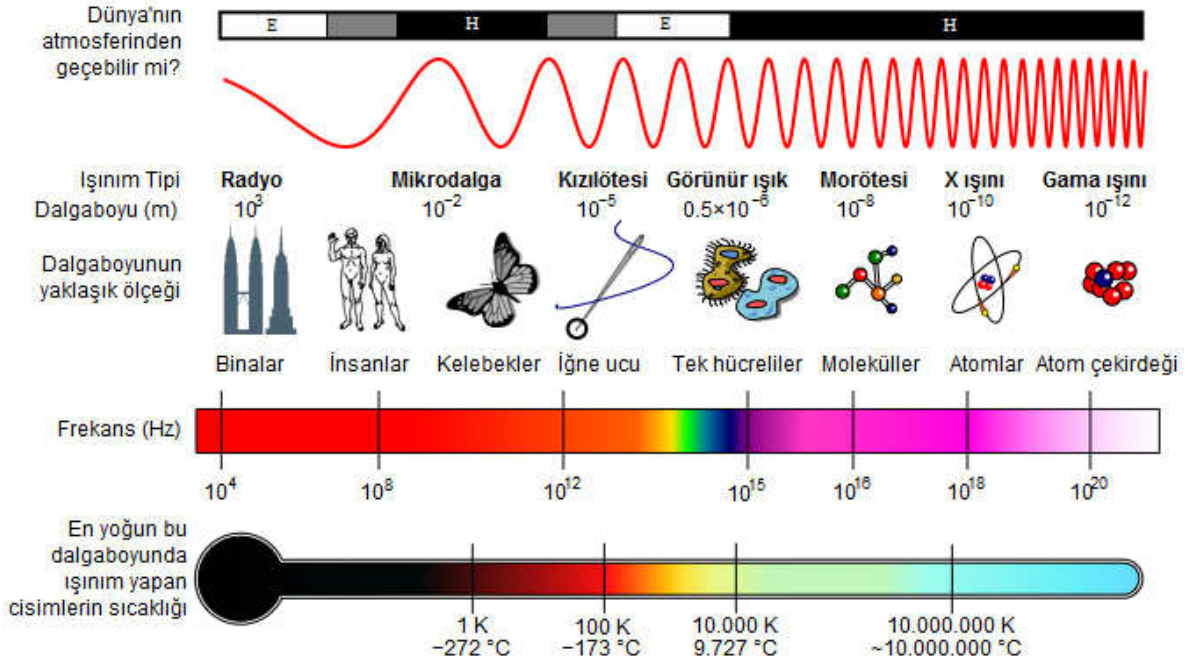 Dünya'nın
atmosferinden
geçebilir mi?
E H E H
Işınım Tipi Radyo Mikrodalga Kızılötesi Görünür ışık Morötesi X ışını Gama ışını
Dalgaboyu (m) 10³ 10⁻² 10⁻⁵ 0.5×10⁻⁶ 10⁻⁸ 10⁻¹⁰ 10⁻¹²
Dalgaboyunun
yaklaşık ölçeği
Binalar İnsanlar Kelebekler İğne ucu Tek hücreliler Moleküller Atomlar Atom çekirdeği
Frekans (Hz)
10⁴ 10⁸ 10¹² 10¹⁵ 10¹⁶ 10¹⁸ 10²⁰
En yoğun bu
dalgaboyunda
ışınım yapan
cisimlerin sıcaklığı
1 K 100 K 10.000 K 10.000.000 K
−272 °C −173 °C 9.727 °C ~10.000.000 °C